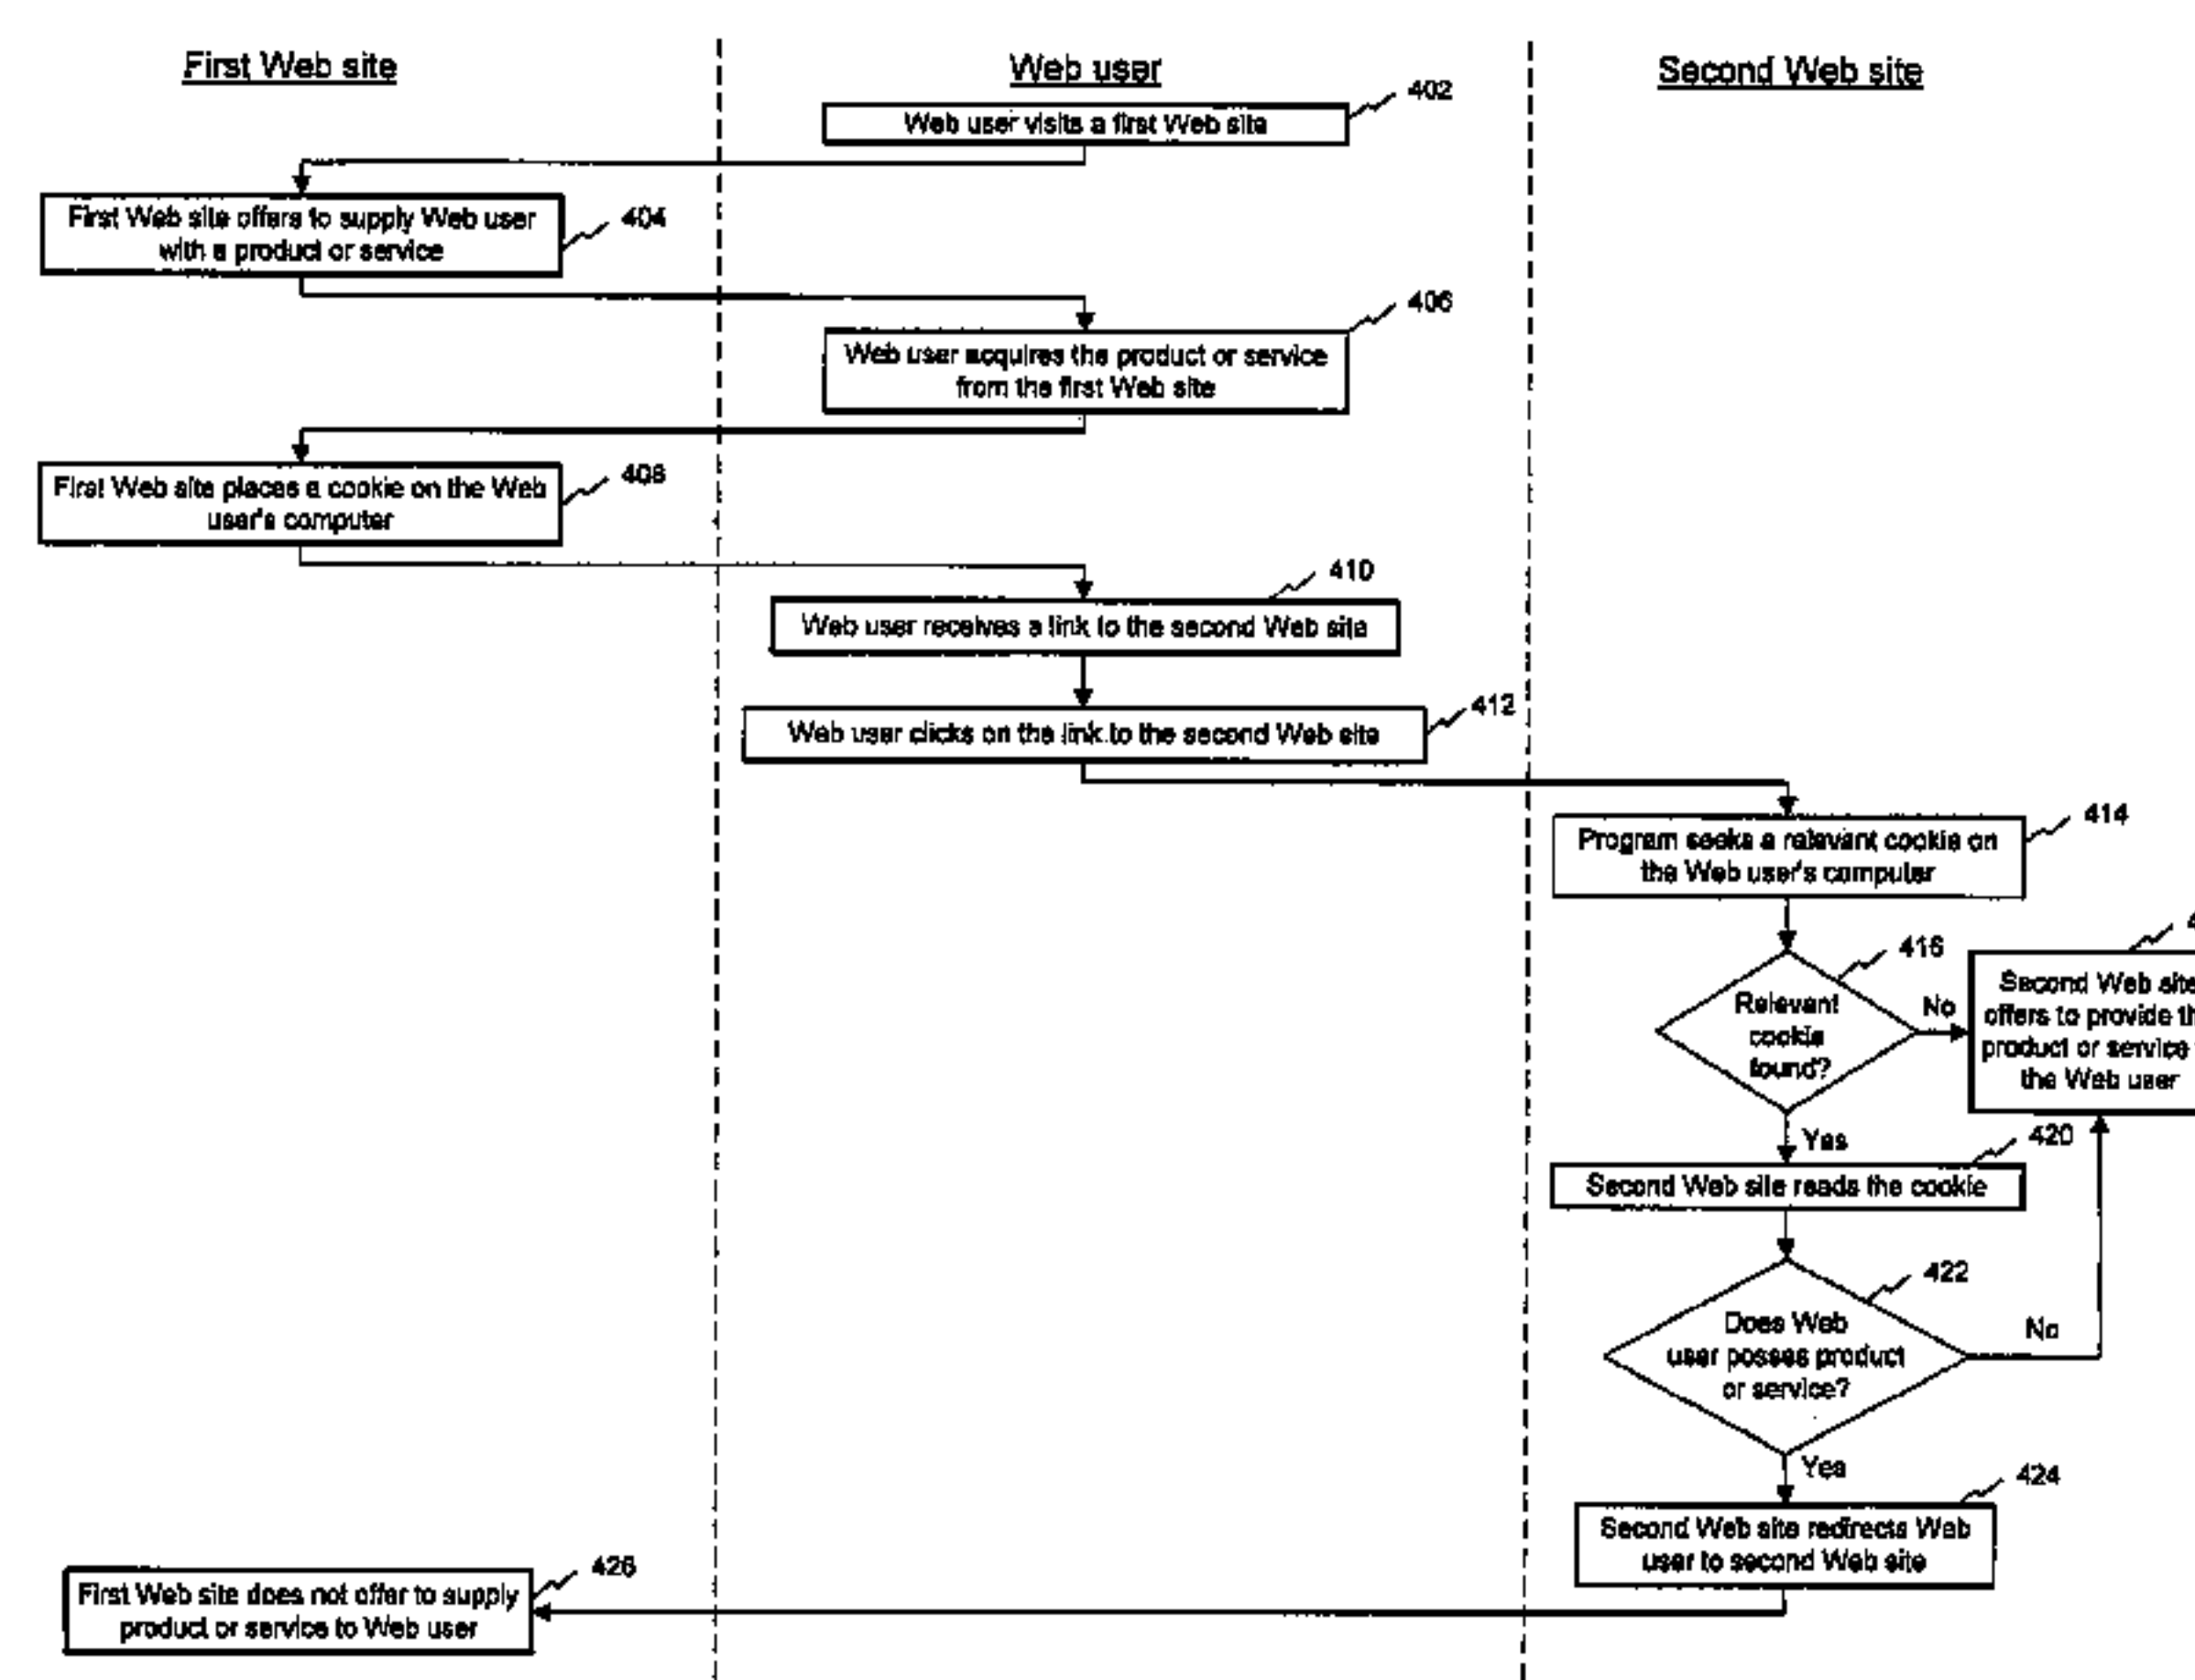 First Web site
Web user
Second Web site
402
Web user visits a first Web site
404
First Web site offers to supply Web user
with a product or service
406
Web user acquires the product or service
from the first Web site
408
First Web site places a cookie on the Web
user's computer
410
Web user receives a link to the second Web site
412
Web user clicks on the link to the second Web site
414
Program seeks a relevant cookie on
the Web user's computer
416
Relevant
cookie
found?
No
Second Web site
offers to provide
product or service
the Web user
Yes
420
Second Web site reads the cookie
422
Does Web
user posses product
or service?
No
Yes
424
Second Web site redirects Web
user to second Web site
426
First Web site does not offer to supply
product or service to Web user